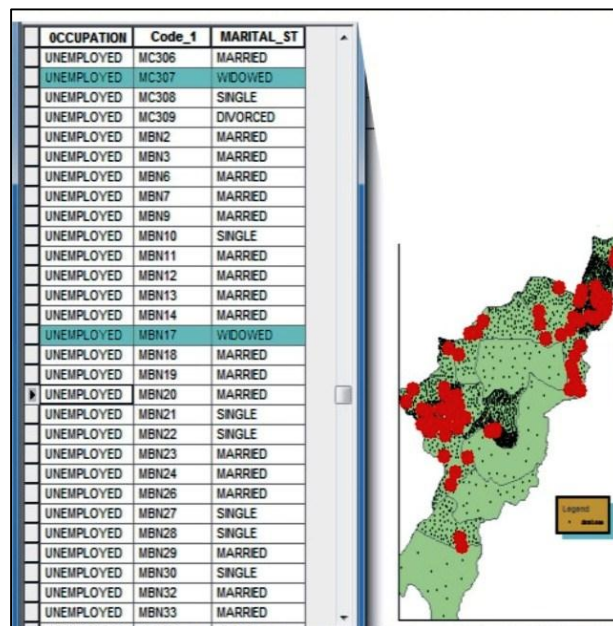 0CCUPATION Code_1 MARITAL_ST
UNEMPLOYED MC306 MARRIED
UNEMPLOYED MC307 WIDOWED
UNEMPLOYED MC308 SINGLE
UNEMPLOYED MC309 DIVORCED
UNEMPLOYED MBN2 MARRIED
UNEMPLOYED MBN3 MARRIED
UNEMPLOYED MBN6 MARRIED
UNEMPLOYED MBN7 MARRIED
UNEMPLOYED MBN9 MARRIED
UNEMPLOYED MBN10 SINGLE
UNEMPLOYED MBN11 MARRIED
UNEMPLOYED MBN12 MARRIED
UNEMPLOYED MBN13 MARRIED
UNEMPLOYED MBN14 MARRIED
UNEMPLOYED MBN17 WIDOWED
UNEMPLOYED MBN18 MARRIED
UNEMPLOYED MBN19 MARRIED
UNEMPLOYED MBN20 MARRIED
UNEMPLOYED MBN21 SINGLE
UNEMPLOYED MBN22 SINGLE
UNEMPLOYED MBN23 MARRIED
UNEMPLOYED MBN24 MARRIED
UNEMPLOYED MBN26 MARRIED
UNEMPLOYED MBN27 SINGLE
UNEMPLOYED MBN28 SINGLE
UNEMPLOYED MBN29 MARRIED
UNEMPLOYED MBN30 SINGLE
UNEMPLOYED MBN32 MARRIED
UNEMPLOYED MBN33 MARRIED
Legend